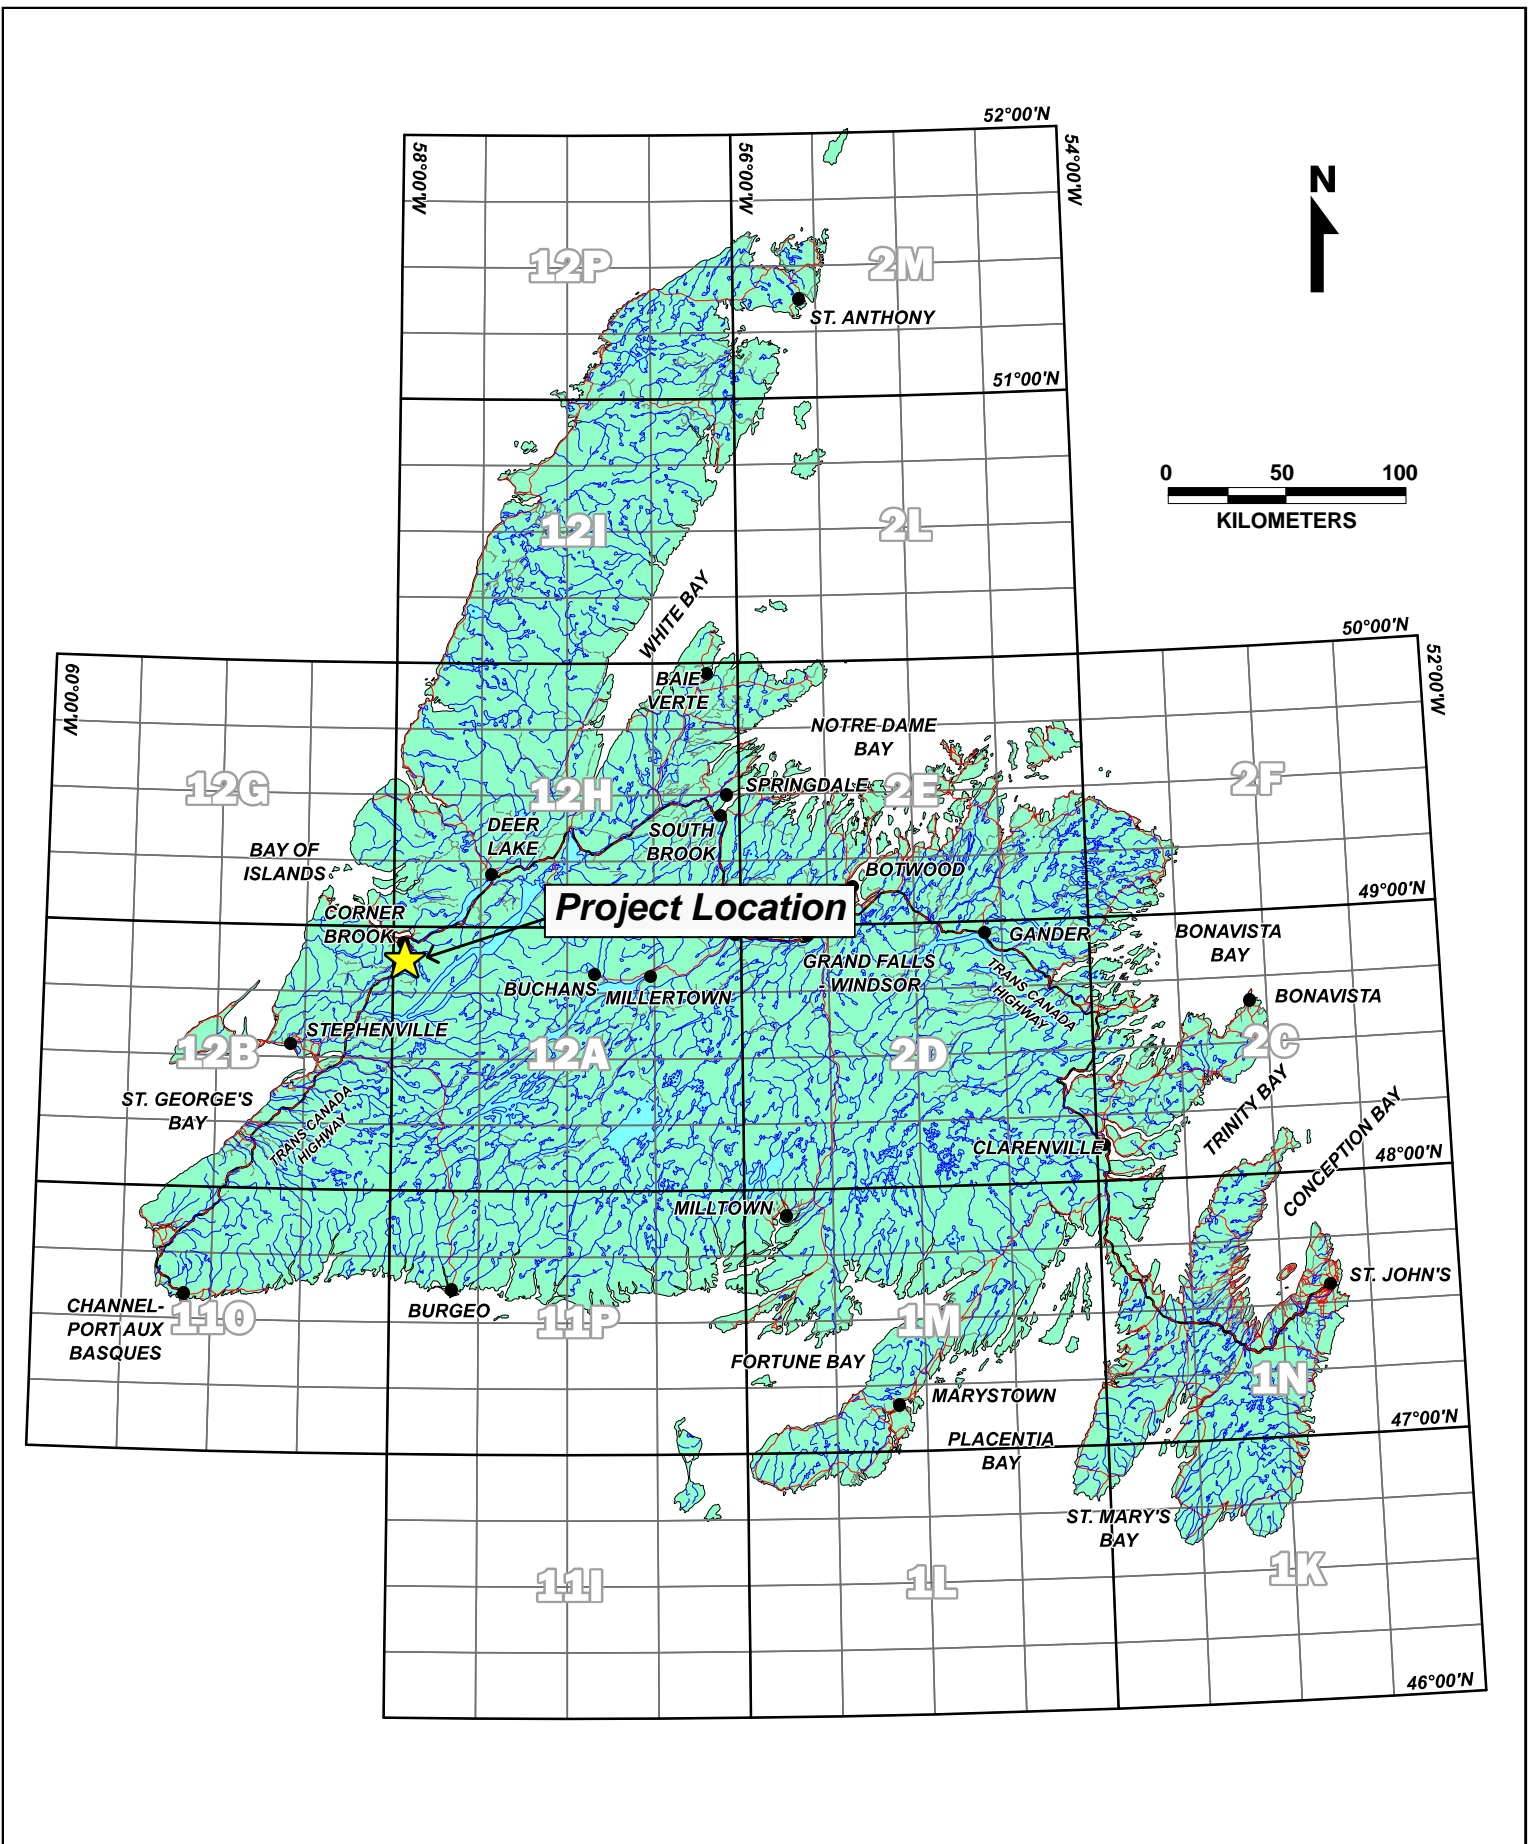 52°00'N
58°00'W
56°00'W
54°00'W
N
12P
2M
ST. ANTHONY
51°00'N
0 50 100
KILOMETERS
12I
2L
WHITE BAY
50°00'N
60°00'W
52°00'W
BAIE
VERTE
NOTRE DAME
BAY
12G
12H
2E
2F
SPRINGDALE
DEER
LAKE
SOUTH
BROOK
BAY OF
ISLANDS
BOTWOOD
49°00'N
Project Location
CORNER
BROOK
GANDER
BONAVISTA
BAY
GRAND FALLS
- WINDSOR
TRANS CANADA
HIGHWAY
BUCHANS
MILLERTOWN
BONAVISTA
STEPHENVILLE
12B
12A
2D
2C
ST. GEORGE'S
BAY
TRANS CANADA
HIGHWAY
TRINITY BAY
CONCEPTION BAY
CLARENVILLE
48°00'N
MILLTOWN
ST. JOHN'S
CHANNEL-
PORT AUX
BASQUES
11O
BURGEO
11P
1M
FORTUNE BAY
1N
MARYSTOWN
47°00'N
PLACENTIA
BAY
ST. MARY'S
BAY
11I
1L
1K
46°00'N